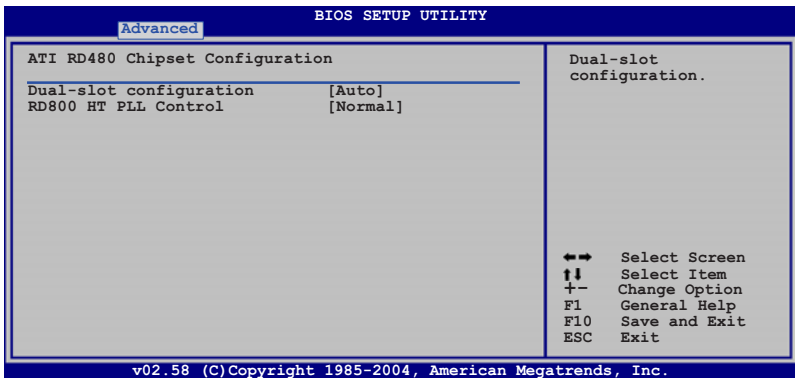 BIOS SETUP UTILITY
Advanced
ATI RD480 Chipset Configuration
Dual-slot configuration [Auto]
RD800 HT PLL Control [Normal]
Dual-slot
configuration.
Select Screen
Select Item
+- Change Option
F1 General Help
F10 Save and Exit
ESC Exit
v02.58 (C)Copyright 1985-2004, American Megatrends, Inc.